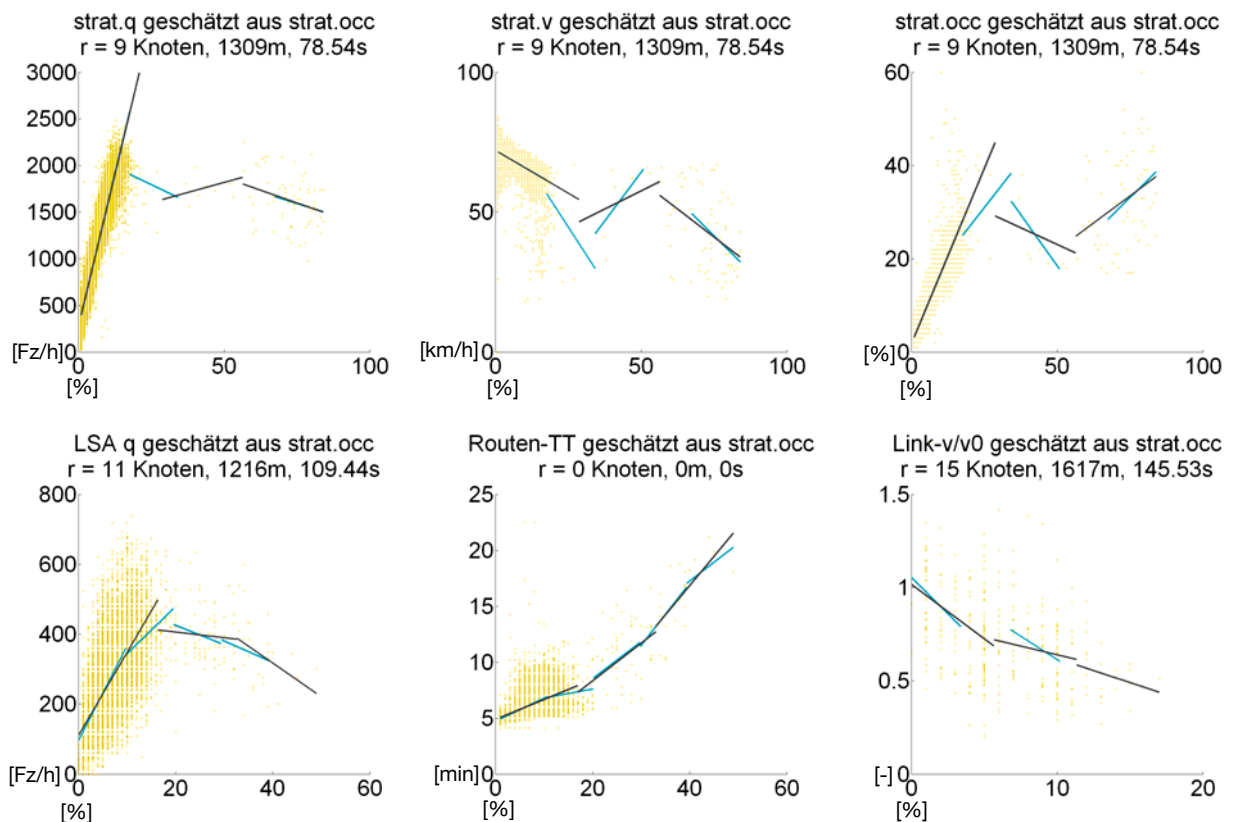 strat.q geschätzt aus strat.occ
r = 9 Knoten, 1309m, 78.54s
3000
2500
2000
1500
1000
500
[Fz/h]0
0 50 100
[%]
strat.v geschätzt aus strat.occ
r = 9 Knoten, 1309m, 78.54s
100
50
[km/h]0
0 50 100
[%]
strat.occ geschätzt aus strat.occ
r = 9 Knoten, 1309m, 78.54s
60
40
20
[%] 0
0 50 100
[%]
LSA q geschätzt aus strat.occ
r = 11 Knoten, 1216m, 109.44s
800
600
400
200
[Fz/h] 0
0 20 40 60
[%]
Routen-TT geschätzt aus strat.occ
r = 0 Knoten, 0m, 0s
25
20
15
10
5
[min] 0
0 20 40 60
[%]
Link-v/v0 geschätzt aus strat.occ
r = 15 Knoten, 1617m, 145.53s
1.5
1
0.5
[-] 0
0 10 20
[%]